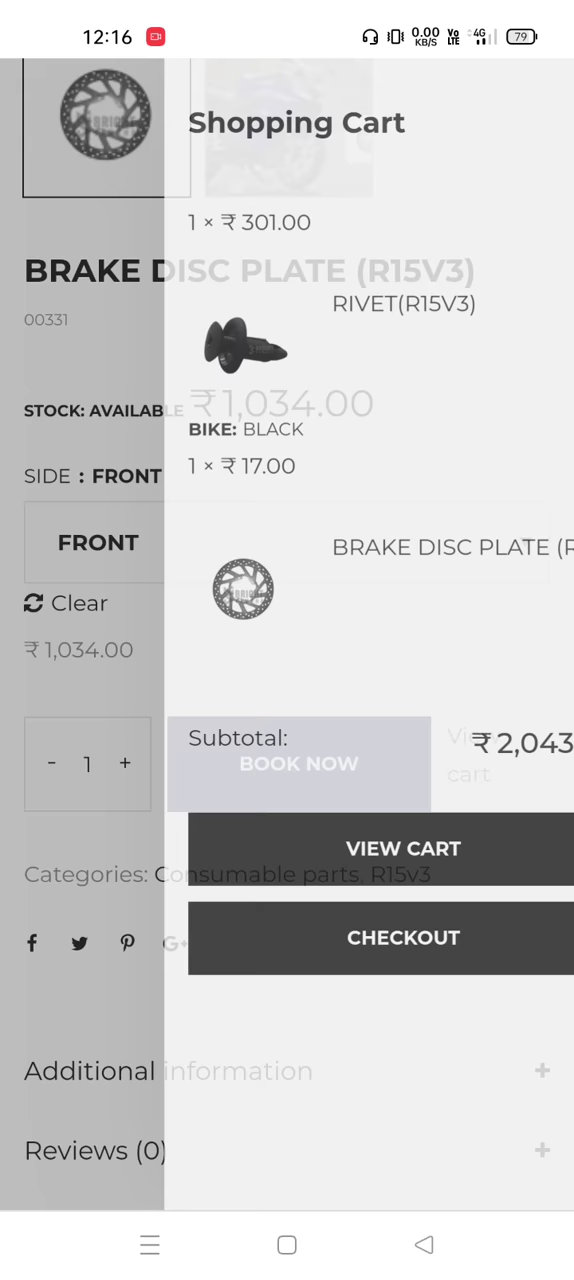 12:16
0.00
KB/S
Vo
LTE
4G
79
Shopping Cart
1 × ₹ 301.00
BRAKE DISC PLATE (R15V3)
RIVET(R15V3)
00331
₹ 1,034.00
STOCK: AVAILABLE
BIKE: BLACK
1 × ₹ 17.00
SIDE : FRONT
FRONT
BRAKE DISC PLATE (R
Clear
₹ 1,034.00
Subtotal:
₹ 2,043
View
cart
- 1 +
BOOK NOW
VIEW CART
Categories: Consumable parts, R15v3
CHECKOUT
G+
Additional information +
Reviews (0) +